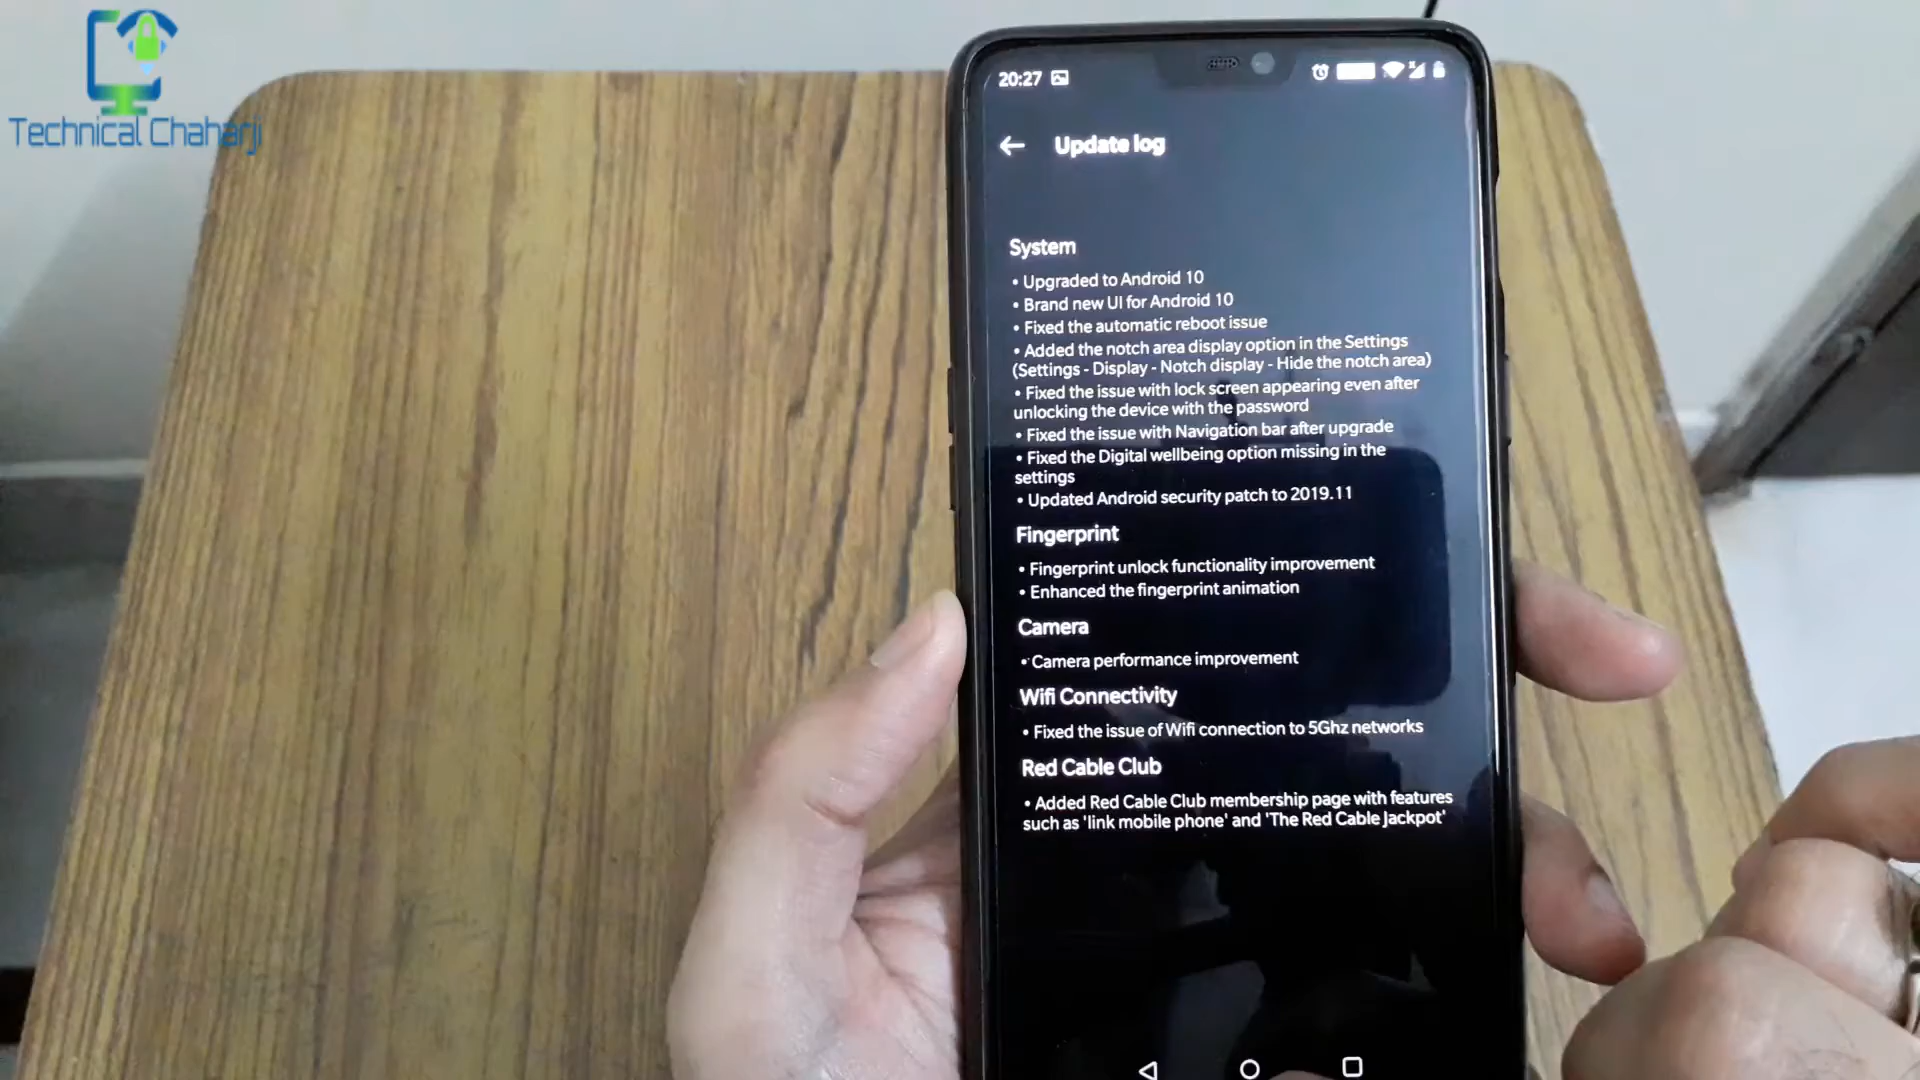 Technical Chaharji
20:27
Update log
System
• Upgraded to Android 10
• Brand new UI for Android 10
• Fixed the automatic reboot issue
• Added the notch area display option in the Settings
(Settings - Display - Notch display - Hide the notch area)
• Fixed the issue with lock screen appearing even after
unlocking the device with the password
• Fixed the issue with Navigation bar after upgrade
• Fixed the Digital wellbeing option missing in the
settings
• Updated Android security patch to 2019.11
Fingerprint
• Fingerprint unlock functionality improvement
• Enhanced the fingerprint animation
Camera
• Camera performance improvement
Wifi Connectivity
• Fixed the issue of Wifi connection to 5Ghz networks
Red Cable Club
• Added Red Cable Club membership page with features
such as 'link mobile phone' and 'The Red Cable Jackpot'